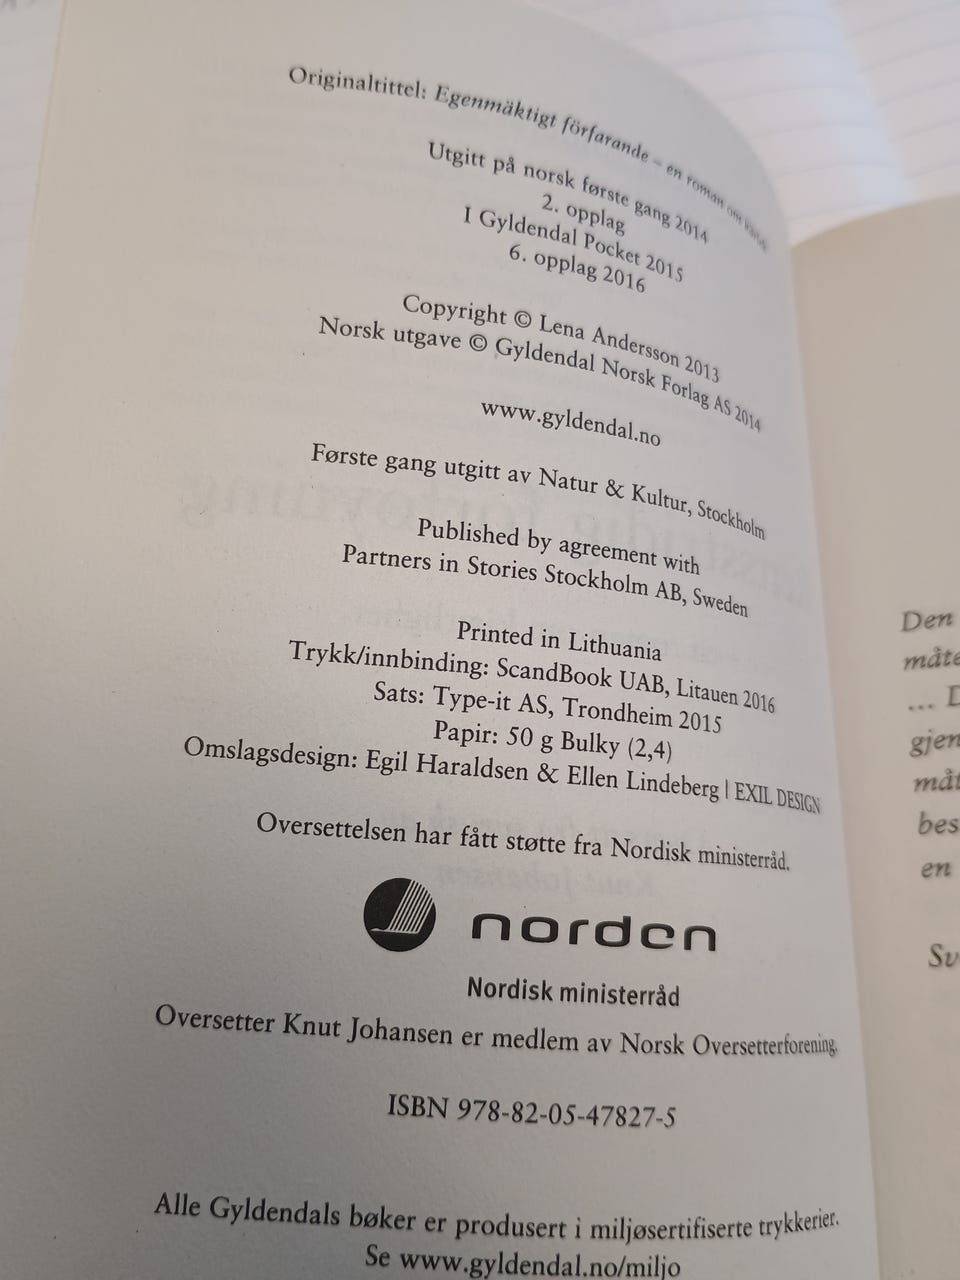 Originaltittel: Egenmäktigt förfarande – en roman om
Utgitt på norsk første gang 2014
2. opplag
I Gyldendal Pocket 2015
6. opplag 2016
Copyright © Lena Andersson 2013
Norsk utgave © Gyldendal Norsk Forlag AS 2014
www.gyldendal.no
Første gang utgitt av Natur & Kultur, Stockholm
Published by agreement with
Partners in Stories Stockholm AB, Sweden
Printed in Lithuania
Trykk/innbinding: ScandBook UAB, Litauen 2016
Sats: Type-it AS, Trondheim 2015
Papir: 50 g Bulky (2,4)
Omslagsdesign: Egil Haraldsen & Ellen Lindeberg | EXIL DESIGN
Oversettelsen har fått støtte fra Nordisk ministerråd.
norden
Nordisk ministerråd
Oversetter Knut Johansen er medlem av Norsk Oversetterforening.
ISBN 978-82-05-47827-5
Alle Gyldendals bøker er produsert i miljøsertifiserte trykkerier.
Se www.gyldendal.no/miljo
Den
måte
... D
gjen
måt
bes
en
Sv